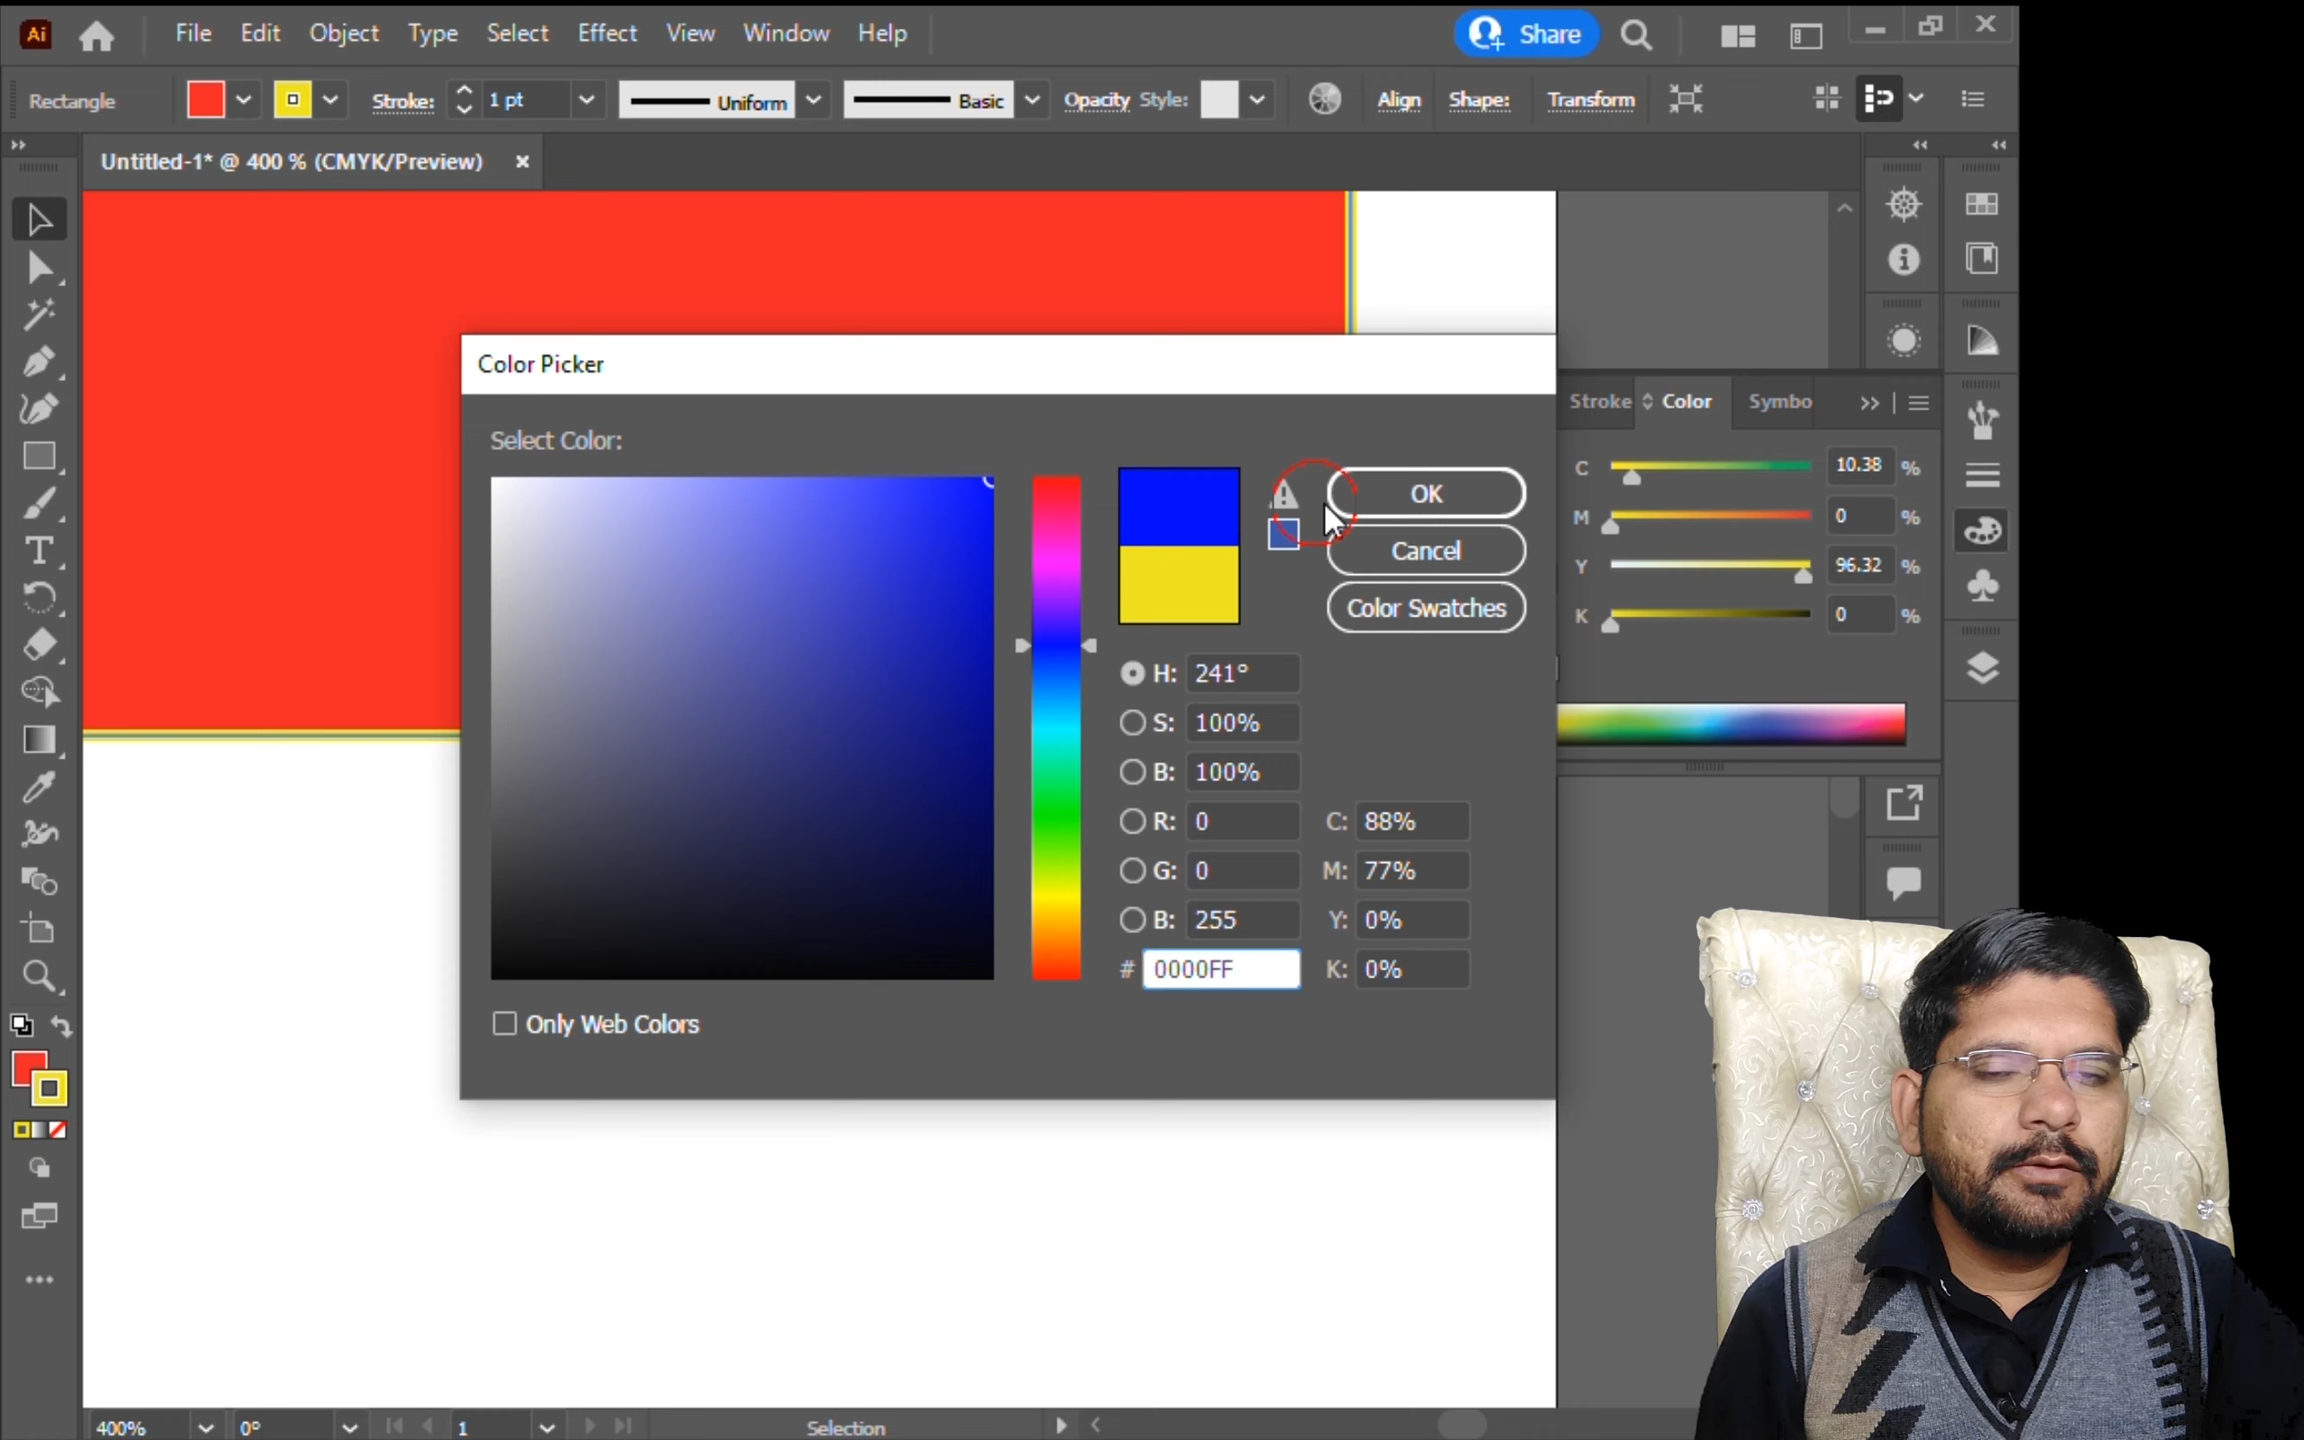 Ai File Edit Object Type Select Effect View Window Help Share
Rectangle Stroke: 1 pt Uniform Basic Opacity Style: Align Shape: Transform
Untitled-1* @ 400 % (CMYK/Preview) ×
Color Picker
Select Color:
OK
Cancel
Color Swatches
H: 241°
S: 100%
B: 100%
R: 0 C: 88%
G: 0 M: 77%
B: 255 Y: 0%
# 0000FF K: 0%
Only Web Colors
Stroke Color Symbo
C 10.38 %
M 0 %
Y 96.32 %
K 0 %
400% 0° 1 Selection